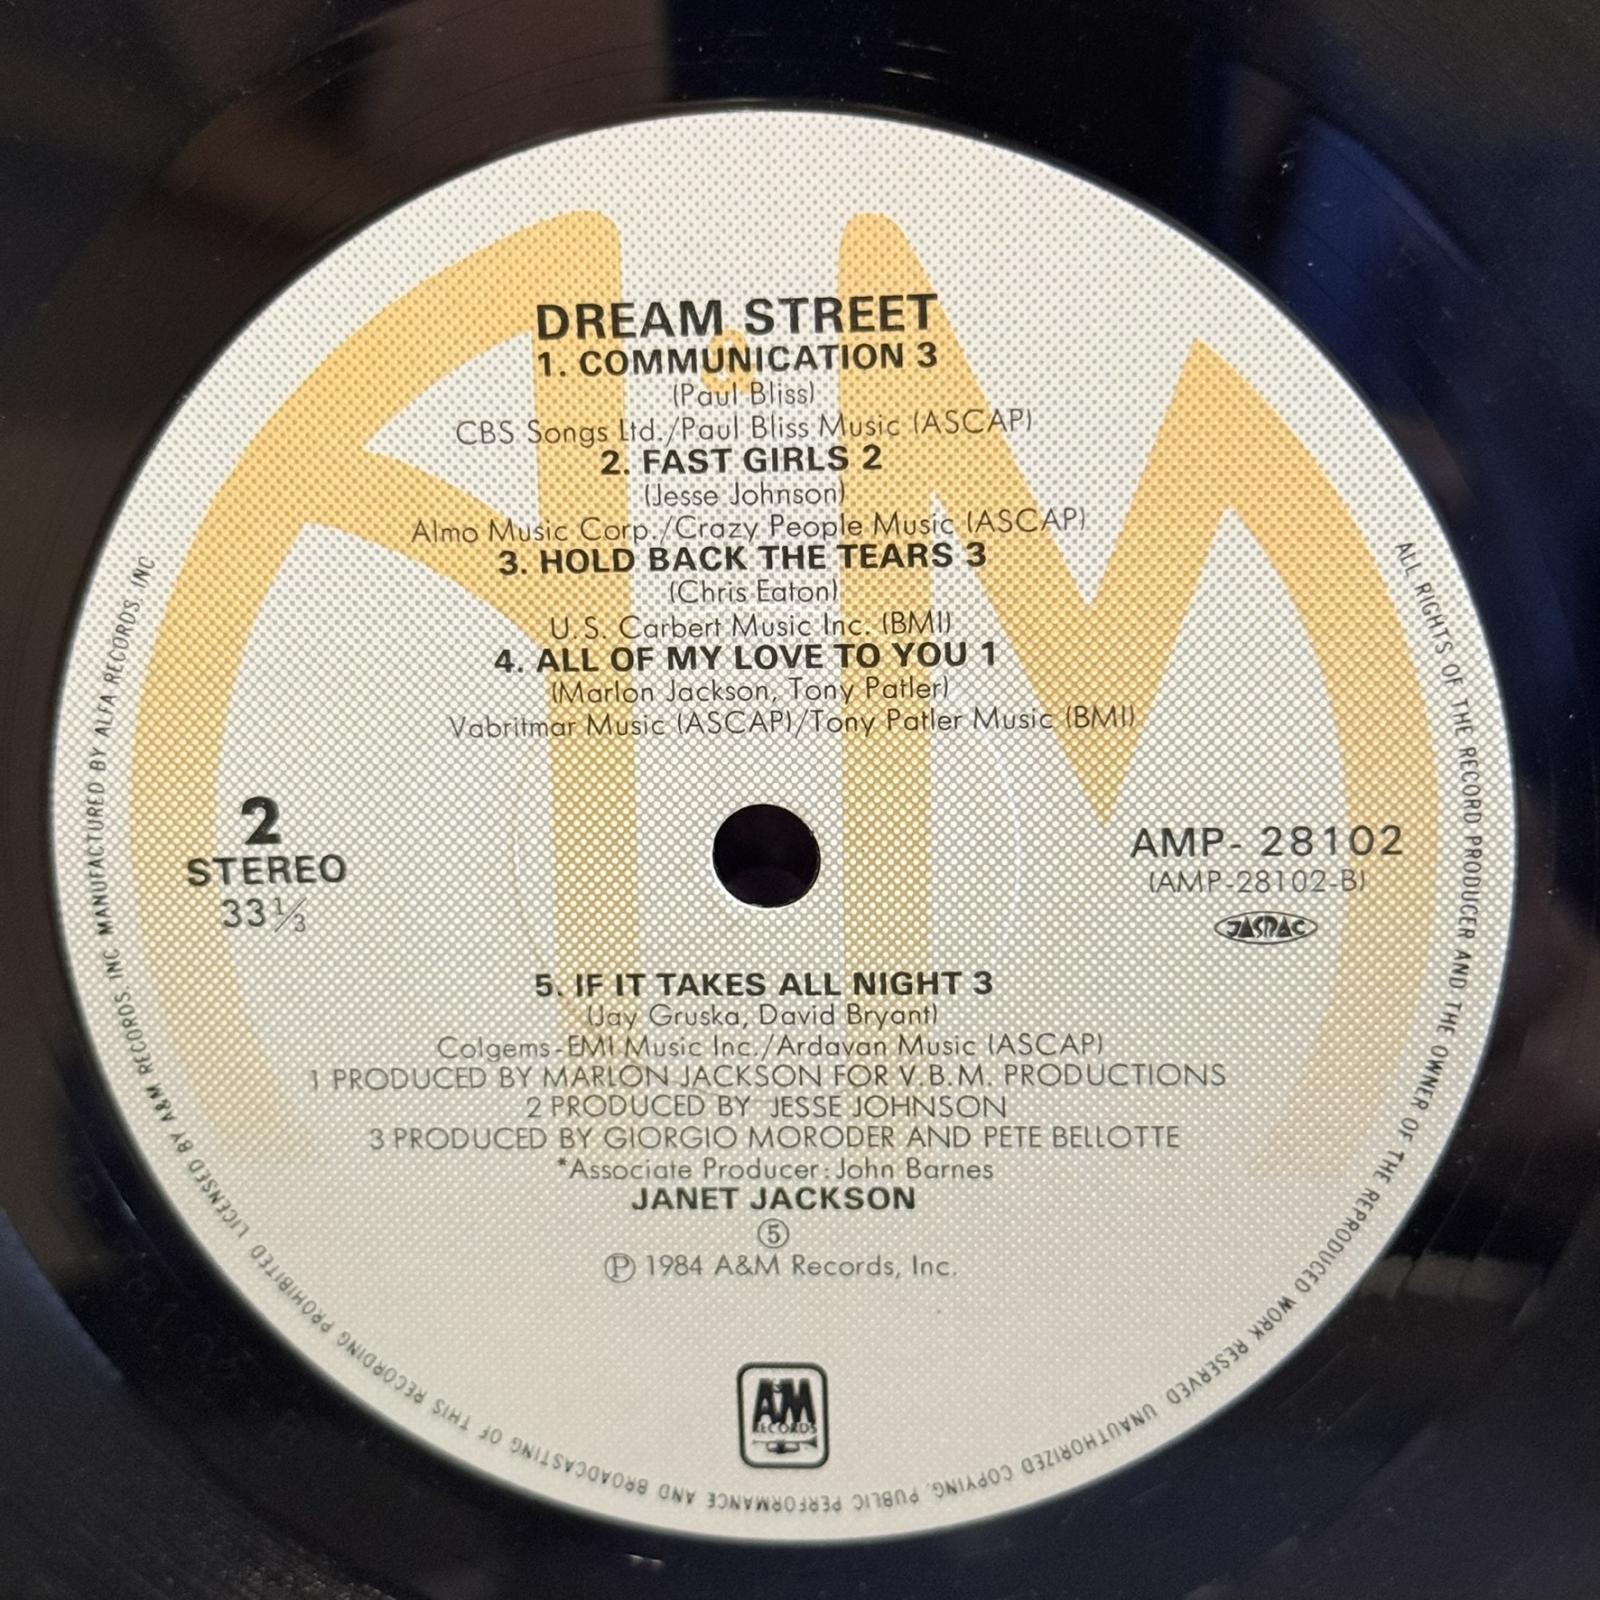 DREAM STREET
1. COMMUNICATION 3
(Paul Bliss)
CBS Songs Ltd./Paul Bliss Music (ASCAP)
2. FAST GIRLS 2
(Jesse Johnson)
Almo Music Corp./Crazy People Music (ASCAP)
3. HOLD BACK THE TEARS 3
(Chris Eaton)
U.S. Carbert Music Inc. (BMI)
4. ALL OF MY LOVE TO YOU 1
(Marlon Jackson, Tony Patler)
Vabritmar Music (ASCAP)/Tony Patler Music (BMI)
2
STEREO
33 1/3
AMP- 28102
(AMP-28102-B)
JASRAC
5. IF IT TAKES ALL NIGHT 3
(Jay Gruska, David Bryant)
Colgems-EMI Music Inc./Ardavan Music (ASCAP)
1 PRODUCED BY MARLON JACKSON FOR V.B.M. PRODUCTIONS
2 PRODUCED BY JESSE JOHNSON
3 PRODUCED BY GIORGIO MORODER AND PETE BELLOTTE
*Associate Producer: John Barnes
JANET JACKSON
⑤
Ⓟ 1984 A&M Records, Inc.
A&M
RECORDS
ALL RIGHTS OF THE RECORD PRODUCER AND THE OWNER OF THE REPRODUCED WORK RESERVED UNAUTHORIZED COPYING, PUBLIC PERFORMANCE AND BROADCASTING OF THIS RECORDING PROHIBITED LICENSED BY A&M RECORDS, INC MANUFACTURED BY ALFA RECORDS, INC